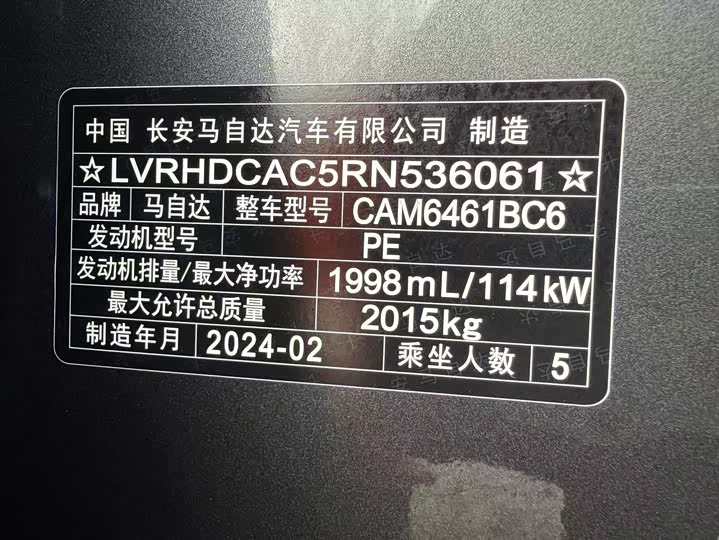 中国 长安马自达汽车有限公司 制造
☆LVRHDCAC5RN536061☆
品牌 马自达 整车型号 CAM6461BC6
发动机型号 PE
发动机排量/最大净功率 1998mL/114kW
最大允许总质量 2015kg
制造年月 2024-02 乘坐人数 5